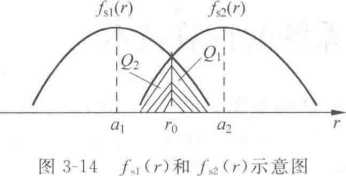 f_{s1}(r) f_{s2}(r)
Q_2 Q_1
a_1 r_0 a_2 r
图 3-14 f_{s1}(r)和 f_{s2}(r)示意图